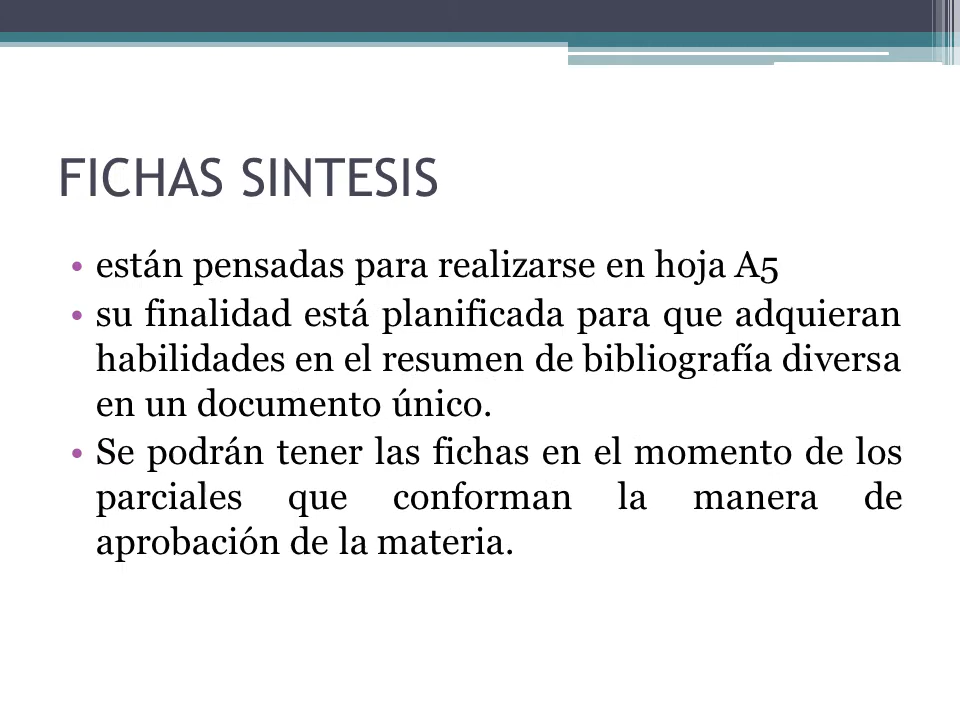 FICHAS SINTESIS
• están pensadas para realizarse en hoja A5
• su finalidad está planificada para que adquieran
habilidades en el resumen de bibliografía diversa
en un documento único.
• Se podrán tener las fichas en el momento de los
parciales que conforman la manera de
aprobación de la materia.